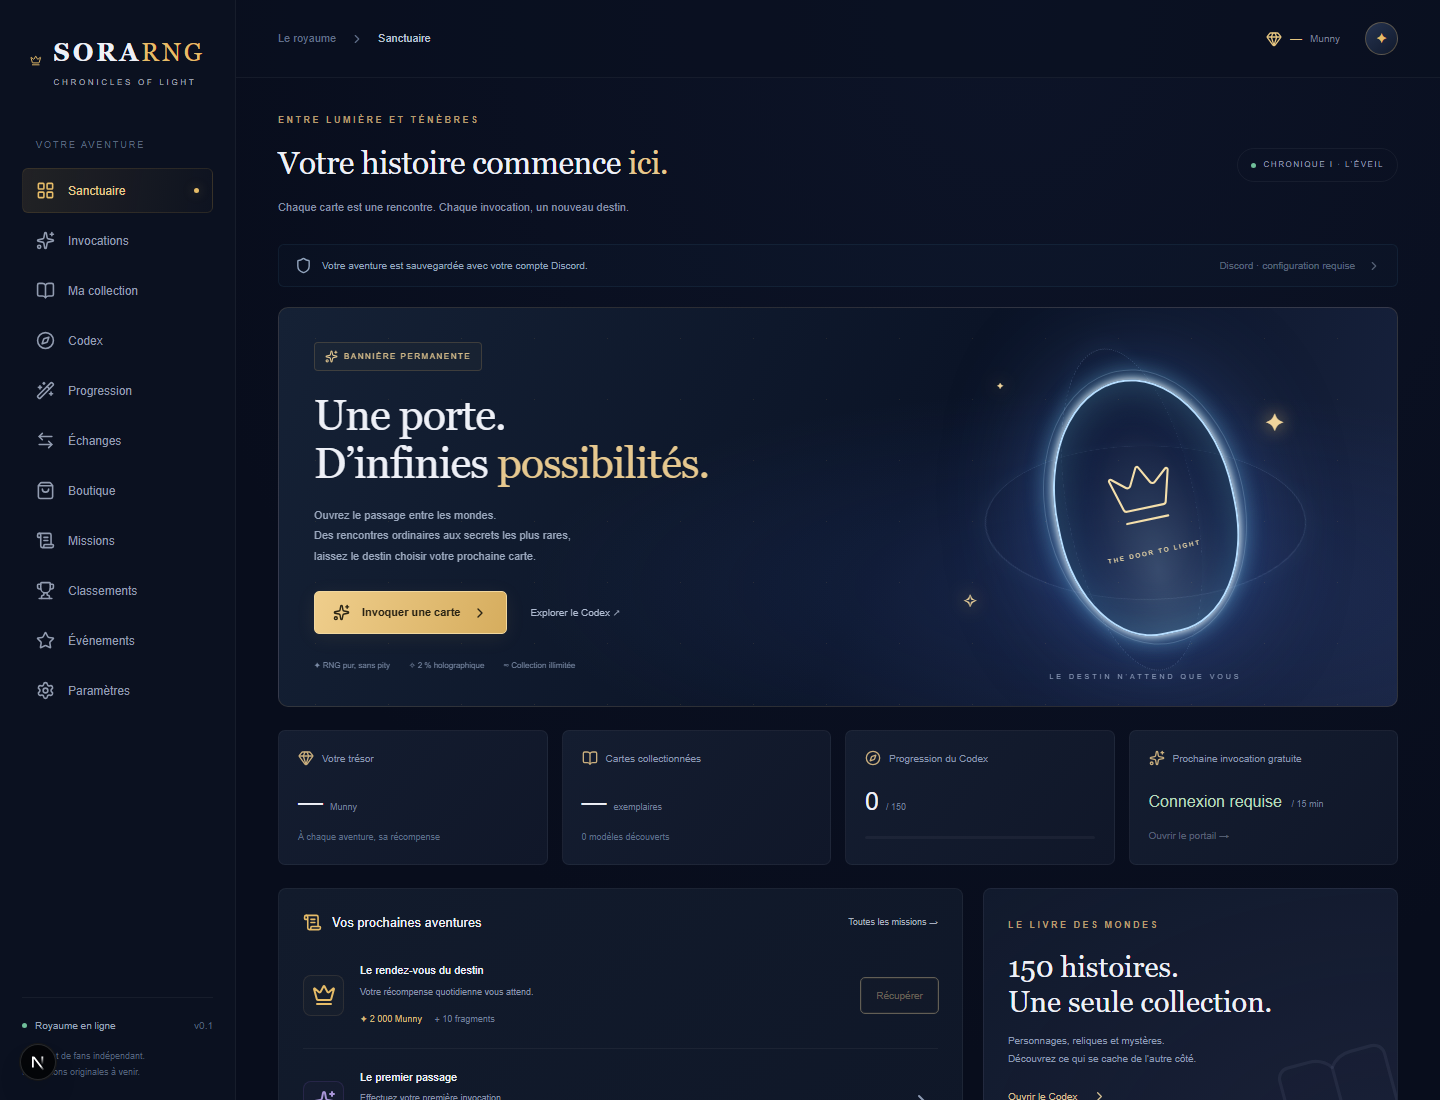 SORARNG
CHRONICLES OF LIGHT
VOTRE AVENTURE
Sanctuaire
Invocations
Ma collection
Codex
Progression
Échanges
Boutique
Missions
Classements
Événements
Paramètres
Royaume en ligne
v0.1
t de fans indépendant.
ons originales à venir.
N
Le royaume > Sanctuaire
— Munny
ENTRE LUMIÈRE ET TÉNÈBRES
Votre histoire commence ici.
Chaque carte est une rencontre. Chaque invocation, un nouveau destin.
CHRONIQUE I · L'ÉVEIL
Votre aventure est sauvegardée avec votre compte Discord.
Discord · configuration requise
BANNIÈRE PERMANENTE
Une porte.
D'infinies possibilités.
Ouvrez le passage entre les mondes.
Des rencontres ordinaires aux secrets les plus rares,
laissez le destin choisir votre prochaine carte.
Invoquer une carte
Explorer le Codex ↗
✦ RNG pur, sans pity
✧ 2 % holographique
∞ Collection illimitée
THE DOOR TO LIGHT
LE DESTIN N'ATTEND QUE VOUS
Votre trésor
— Munny
À chaque aventure, sa récompense
Cartes collectionnées
— exemplaires
0 modèles découverts
Progression du Codex
0 / 150
Prochaine invocation gratuite
Connexion requise / 15 min
Ouvrir le portail →
Vos prochaines aventures
Toutes les missions →
Le rendez-vous du destin
Votre récompense quotidienne vous attend.
✦ 2 000 Munny + 10 fragments
Récupérer
Le premier passage
Effectuez votre première invocation
LE LIVRE DES MONDES
150 histoires.
Une seule collection.
Personnages, reliques et mystères.
Découvrez ce qui se cache de l'autre côté.
Ouvrir le Codex